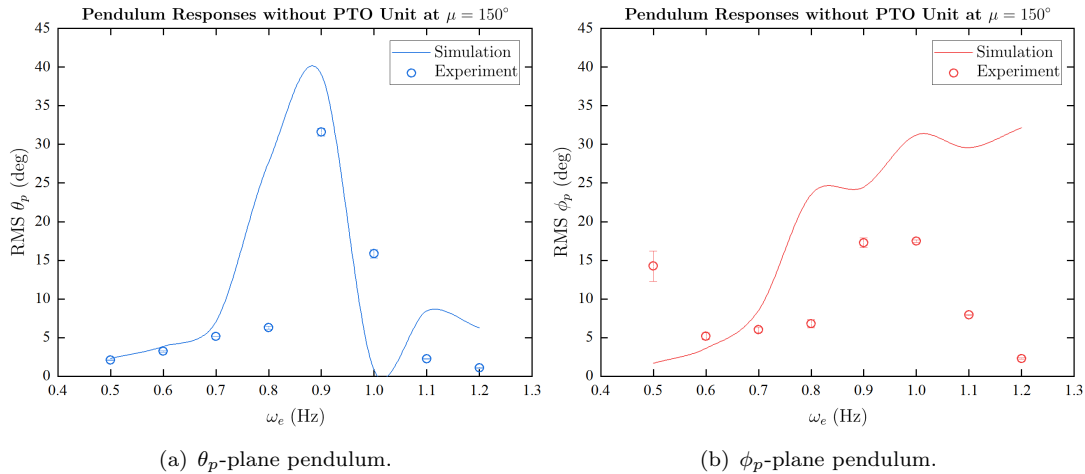 Pendulum Responses without PTO Unit at μ = 150°
45
40
35
30
25
20
15
10
5
0
RMS θp (deg)
Simulation
Experiment
0.4 0.5 0.6 0.7 0.8 0.9 1.0 1.1 1.2 1.3
ωe (Hz)
(a) θp-plane pendulum.
Pendulum Responses without PTO Unit at μ = 150°
45
40
35
30
25
20
15
10
5
0
RMS ϕp (deg)
Simulation
Experiment
0.4 0.5 0.6 0.7 0.8 0.9 1.0 1.1 1.2 1.3
ωe (Hz)
(b) ϕp-plane pendulum.